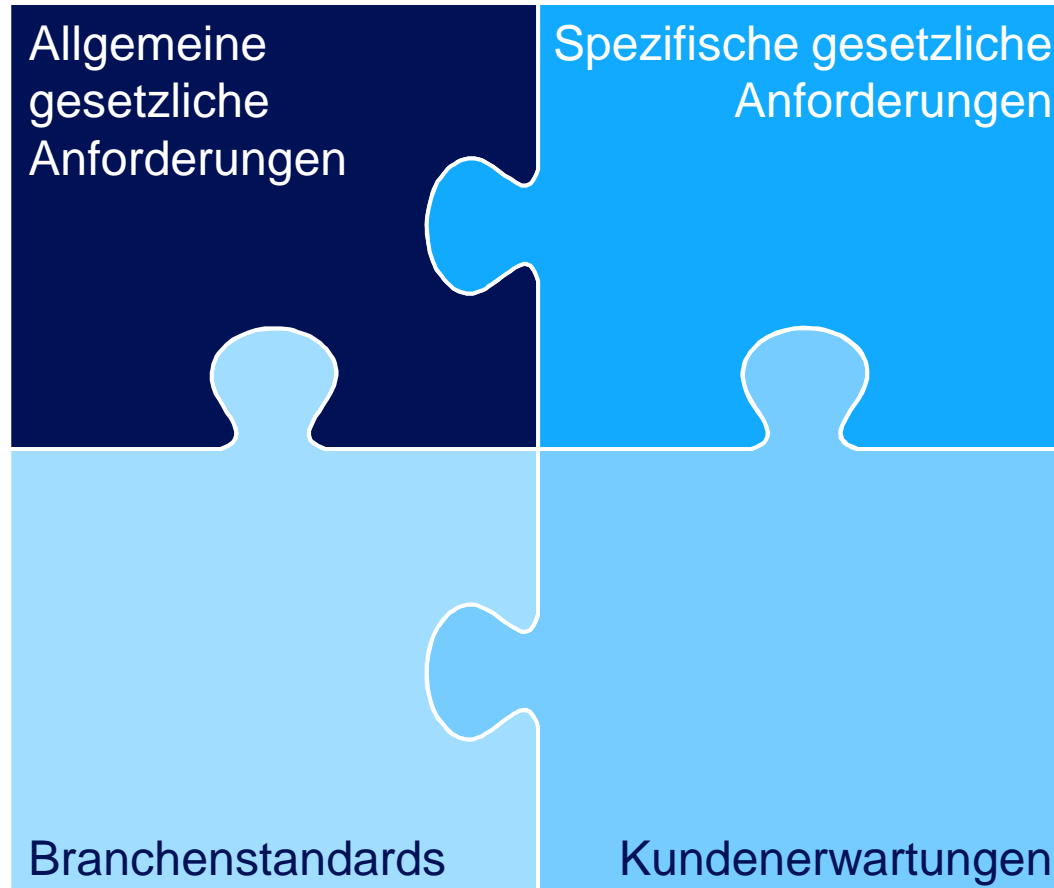 Allgemeine
gesetzliche
Anforderungen
Spezifische gesetzliche
Anforderungen
Branchenstandards
Kundenerwartungen